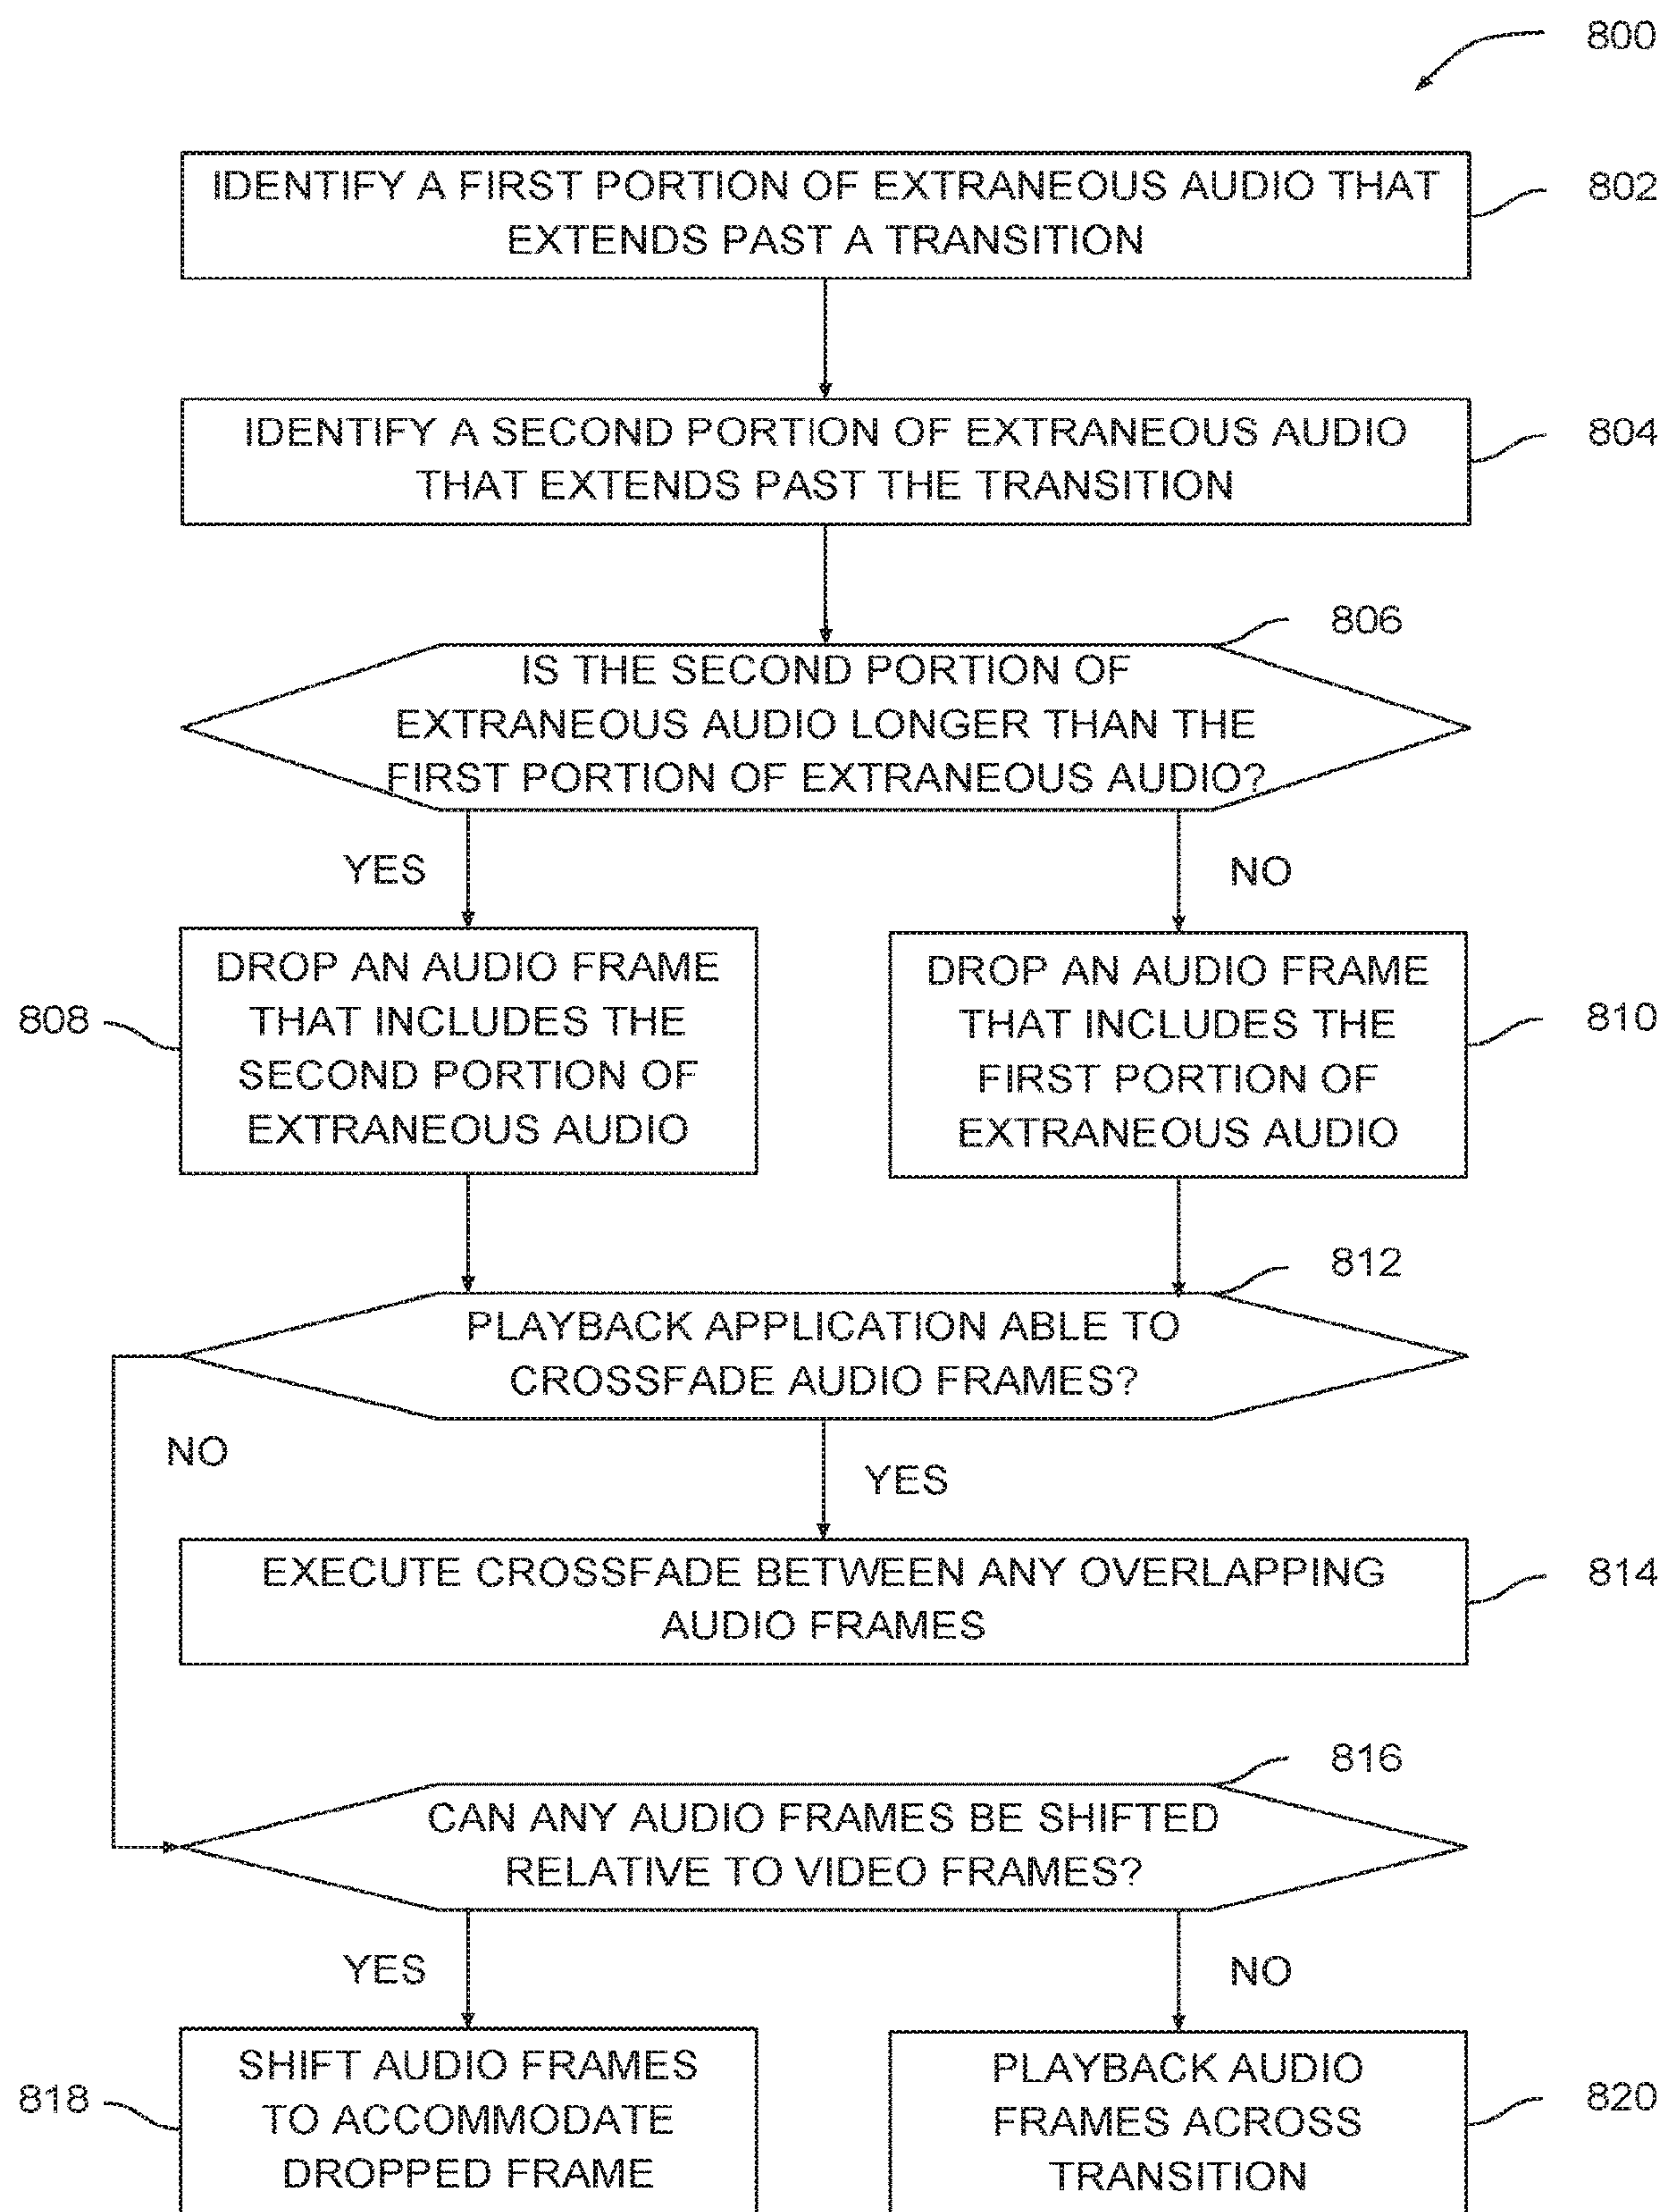 800
IDENTIFY A FIRST PORTION OF EXTRANEOUS AUDIO THAT
EXTENDS PAST A TRANSITION
802
IDENTIFY A SECOND PORTION OF EXTRANEOUS AUDIO
THAT EXTENDS PAST THE TRANSITION
804
806
IS THE SECOND PORTION OF
EXTRANEOUS AUDIO LONGER THAN THE
FIRST PORTION OF EXTRANEOUS AUDIO?
YES
NO
808
DROP AN AUDIO FRAME
THAT INCLUDES THE
SECOND PORTION OF
EXTRANEOUS AUDIO
DROP AN AUDIO FRAME
THAT INCLUDES THE
FIRST PORTION OF
EXTRANEOUS AUDIO
810
812
PLAYBACK APPLICATION ABLE TO
CROSSFADE AUDIO FRAMES?
NO
YES
EXECUTE CROSSFADE BETWEEN ANY OVERLAPPING
AUDIO FRAMES
814
816
CAN ANY AUDIO FRAMES BE SHIFTED
RELATIVE TO VIDEO FRAMES?
YES
NO
818
SHIFT AUDIO FRAMES
TO ACCOMMODATE
DROPPED FRAME
PLAYBACK AUDIO
FRAMES ACROSS
TRANSITION
820